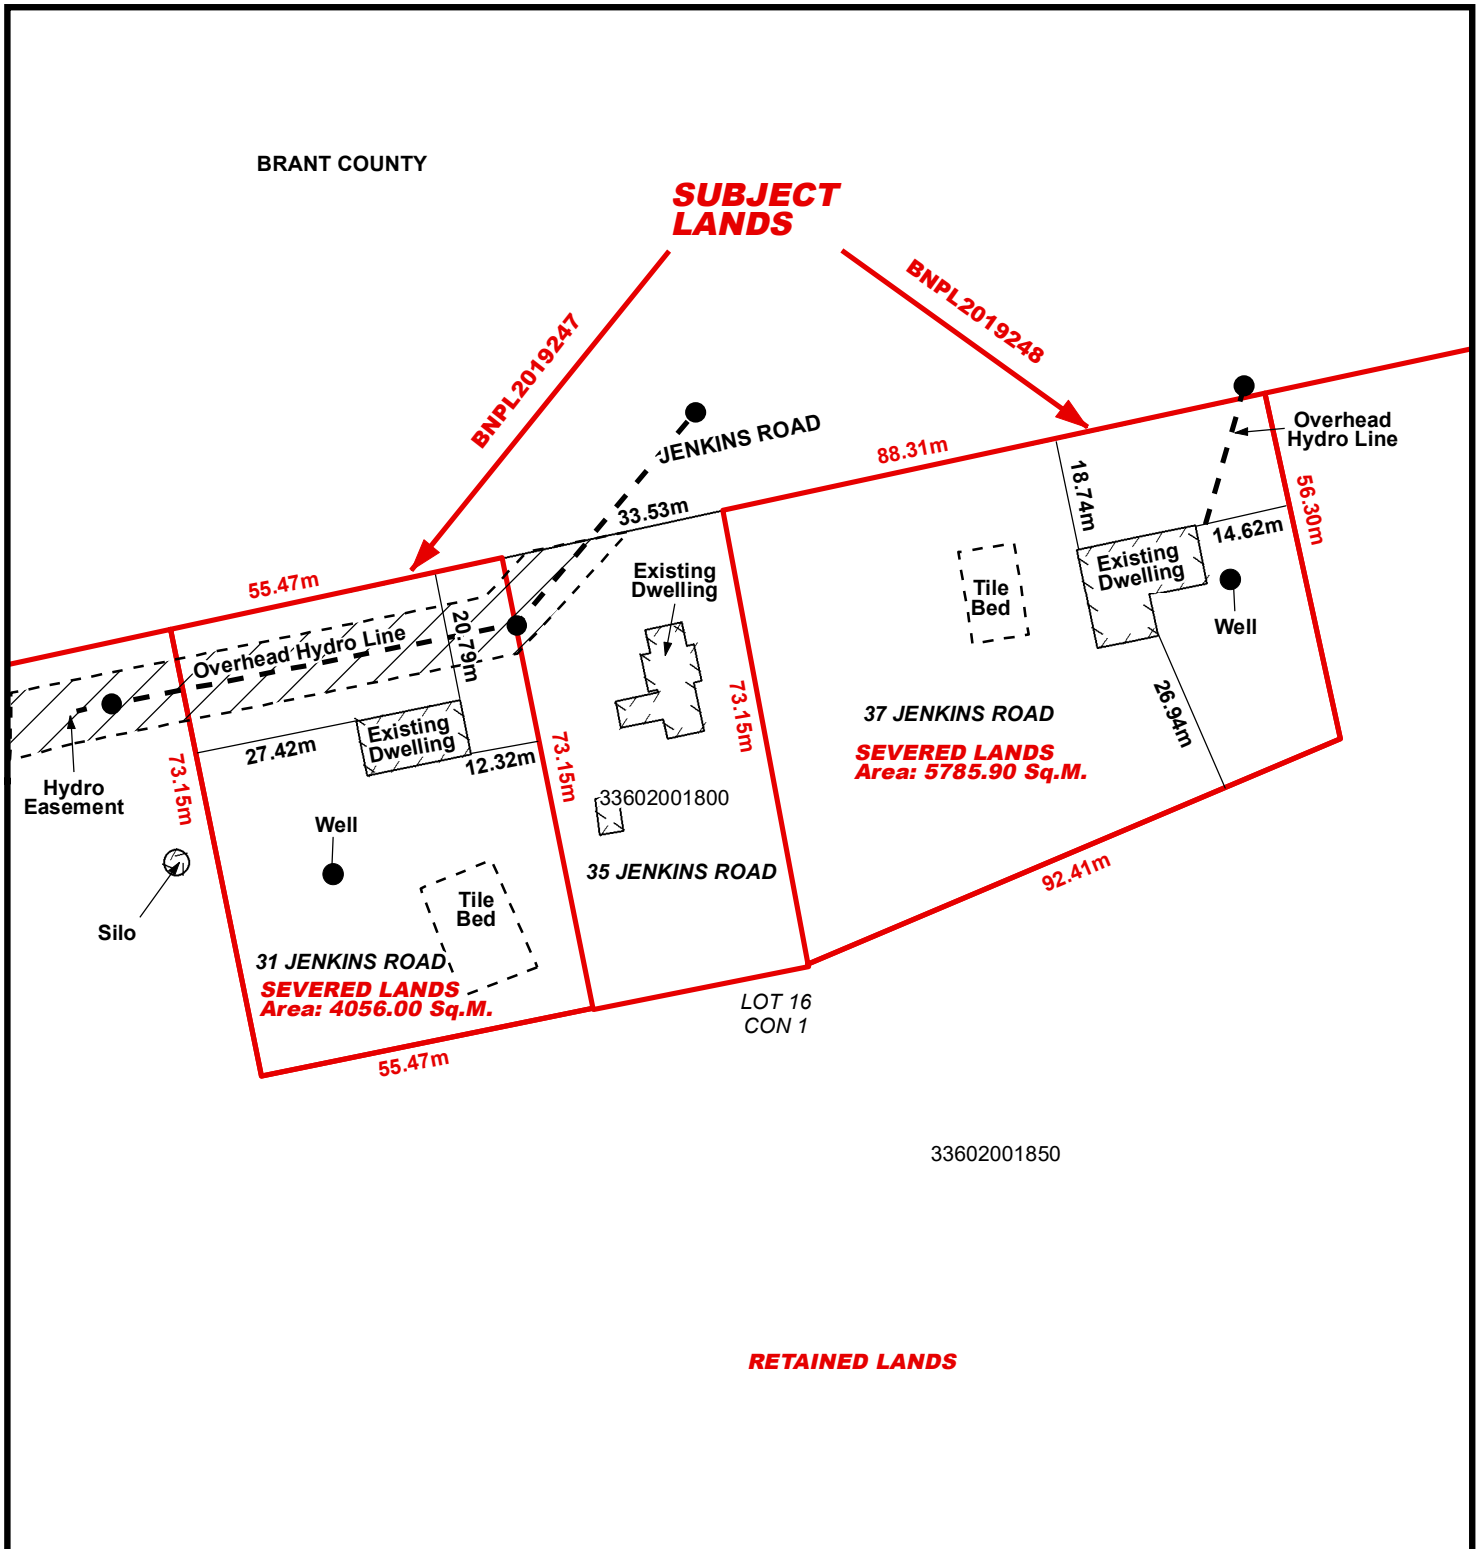 BRANT COUNTY
SUBJECT
LANDS
BNPL2019247
BNPL2019248
JENKINS ROAD
88.31m
Overhead
Hydro Line
18.74m
56.30m
33.53m
14.62m
55.47m
Existing
Dwelling
Existing
Dwelling
Tile
Bed
Well
Overhead Hydro Line
20.79m
73.15m
26.94m
37 JENKINS ROAD
SEVERED LANDS
Area: 5785.90 Sq.M.
Existing
Dwelling
27.42m
12.32m
73.15m
73.15m
Hydro
Easement
33602001800
Well
35 JENKINS ROAD
92.41m
Tile
Bed
Silo
31 JENKINS ROAD
SEVERED LANDS
Area: 4056.00 Sq.M.
LOT 16
CON 1
55.47m
33602001850
RETAINED LANDS